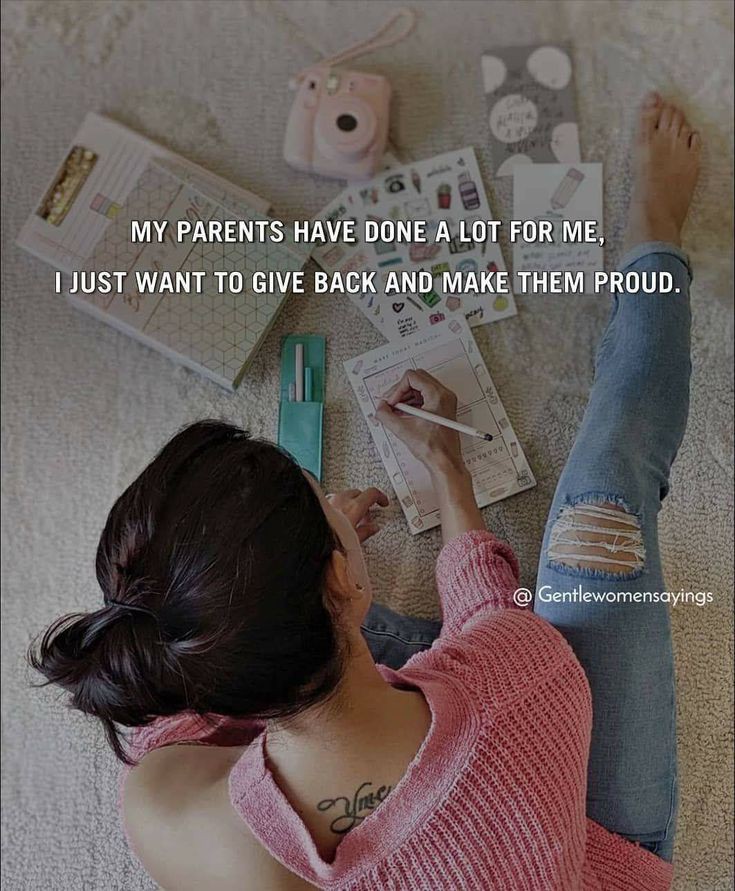 MY PARENTS HAVE DONE A LOT FOR ME,
I JUST WANT TO GIVE BACK AND MAKE THEM PROUD.
@ Gentlewomensayings